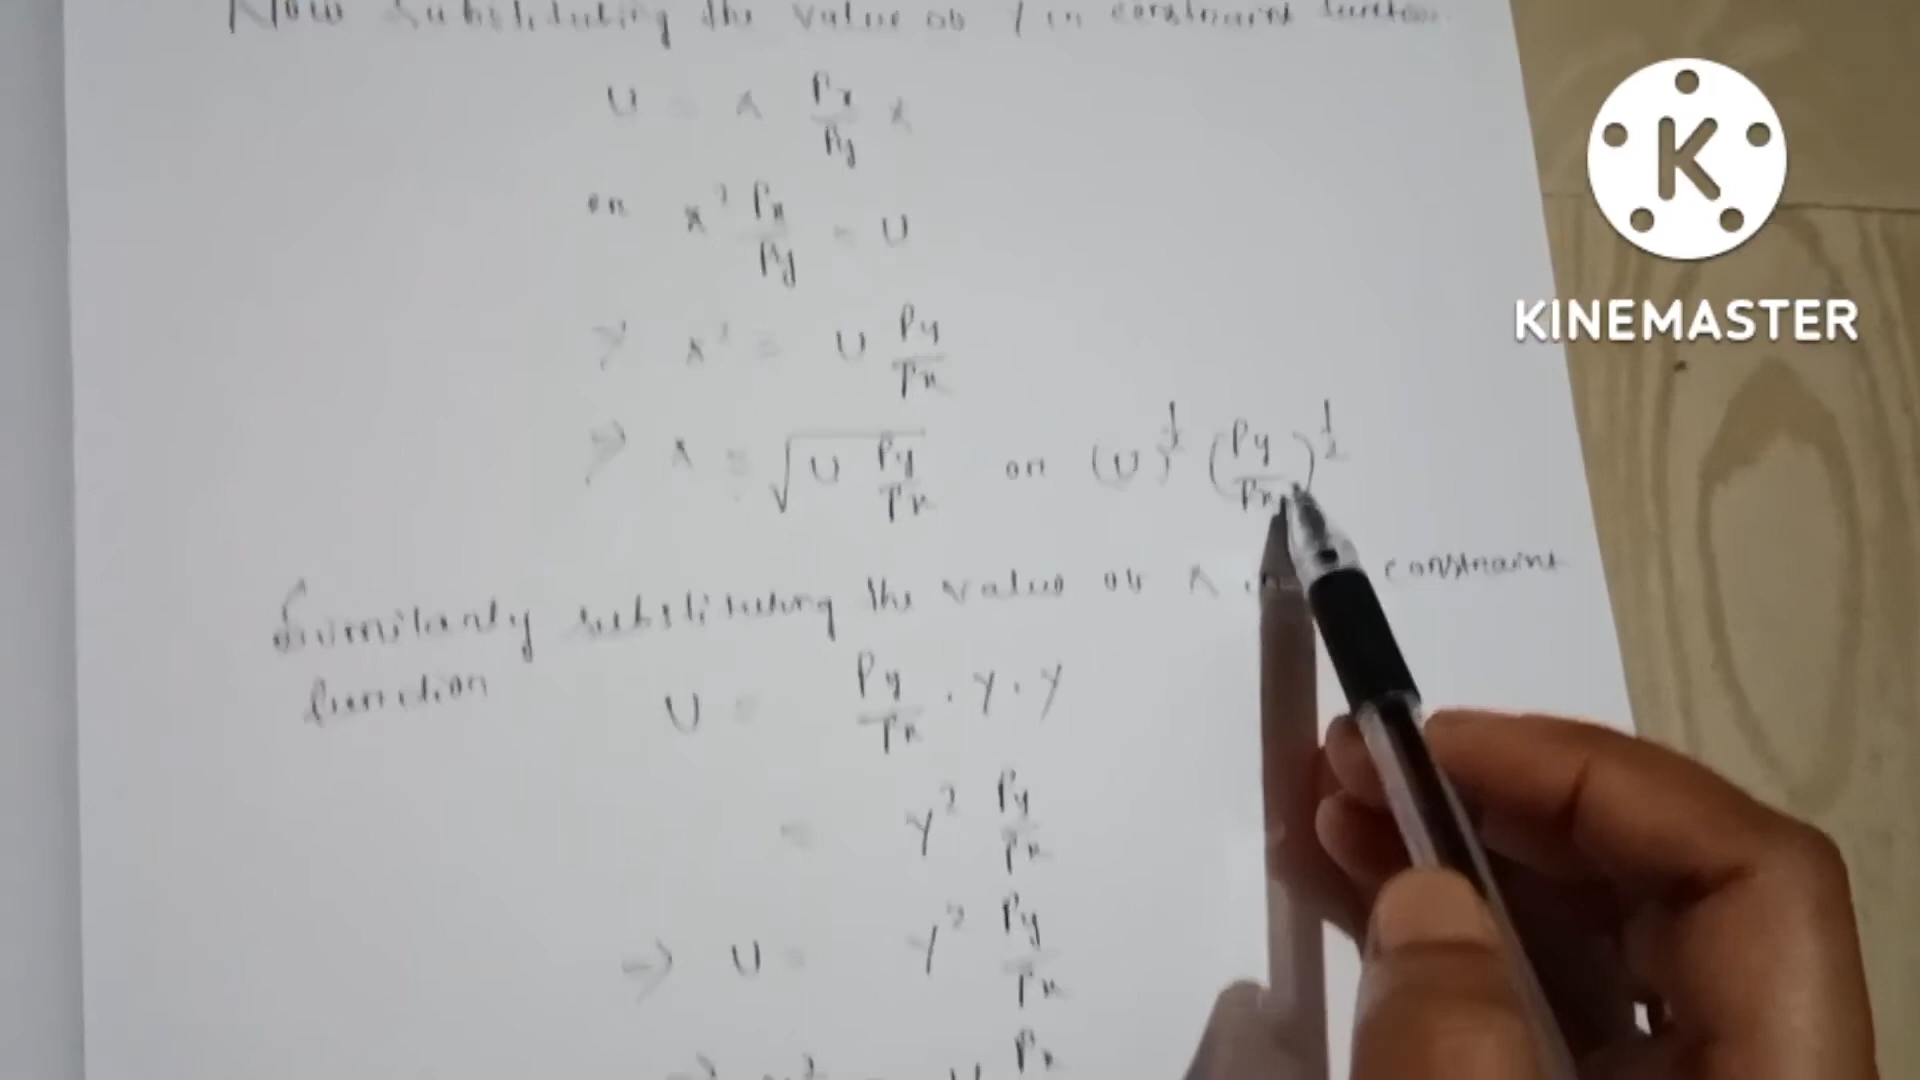 Now substituting the value of Y in constraint function.
U = x Px/Py x
or x² Px/Py = U
⇒ x² = U Py/Px
⇒ x = √(U Py/Px) or (U)^½ (Py/Px)^½
KINEMASTER
Similarly substituting the value of x in constraint
function
U = Py/Px . y . y
= y² Py/Px
⇒ U = y² Py/Px